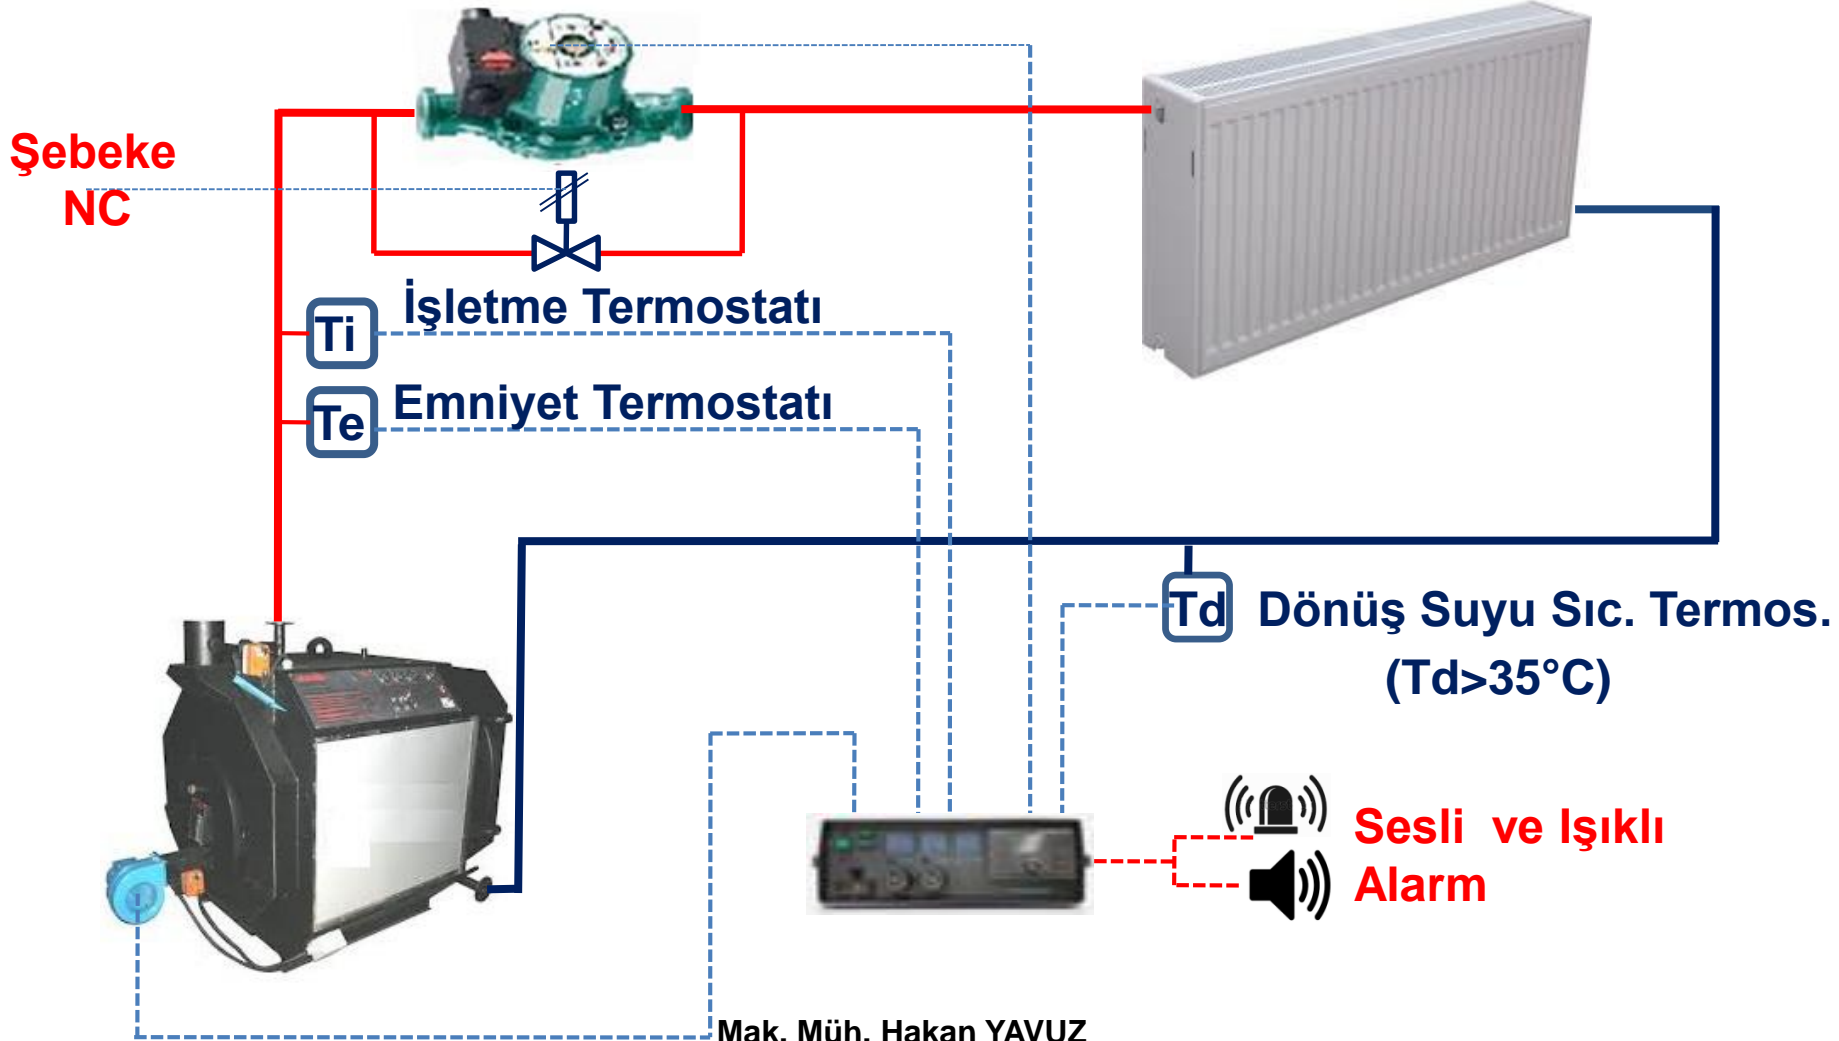 Şebeke
NC
İşletme Termostatı
Ti
Emniyet Termostatı
Te
Td Dönüş Suyu Sıc. Termos.
(Td>35°C)
Sesli ve Işıklı
Alarm
Mak. Müh. Hakan YAVUZ